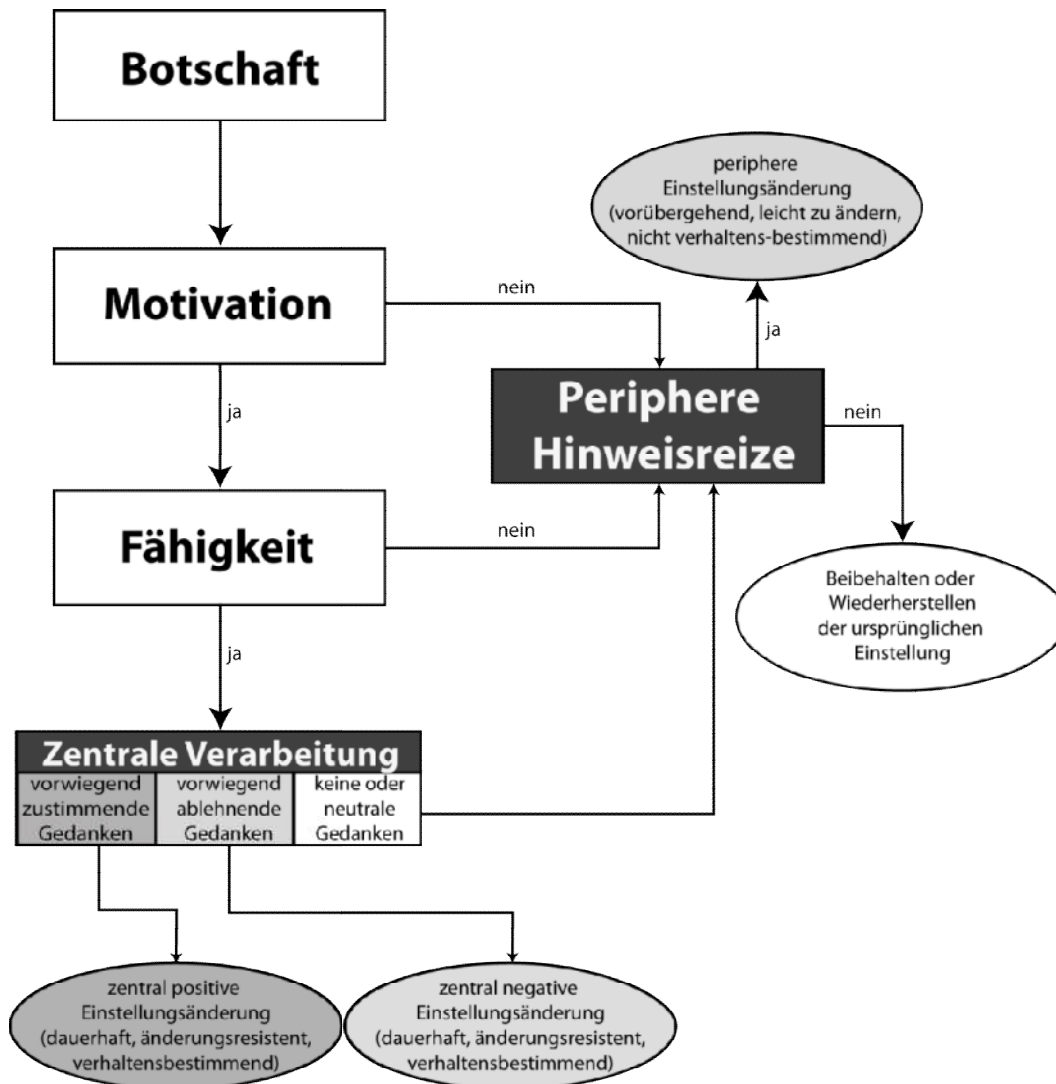 Botschaft
periphere
Einstellungsänderung
(vorübergehend, leicht zu ändern,
nicht verhaltens-bestimmend)
Motivation
nein
ja
ja
Periphere
Hinweisreize
nein
Fähigkeit
nein
Beibehalten oder
Wiederherstellen
der ursprünglichen
Einstellung
ja
Zentrale Verarbeitung
vorwiegend
zustimmende
Gedanken
vorwiegend
ablehnende
Gedanken
keine oder
neutrale
Gedanken
zentral positive
Einstellungsänderung
(dauerhaft, änderungsresistent,
verhaltensbestimmend)
zentral negative
Einstellungsänderung
(dauerhaft, änderungsresistent,
verhaltensbestimmend)